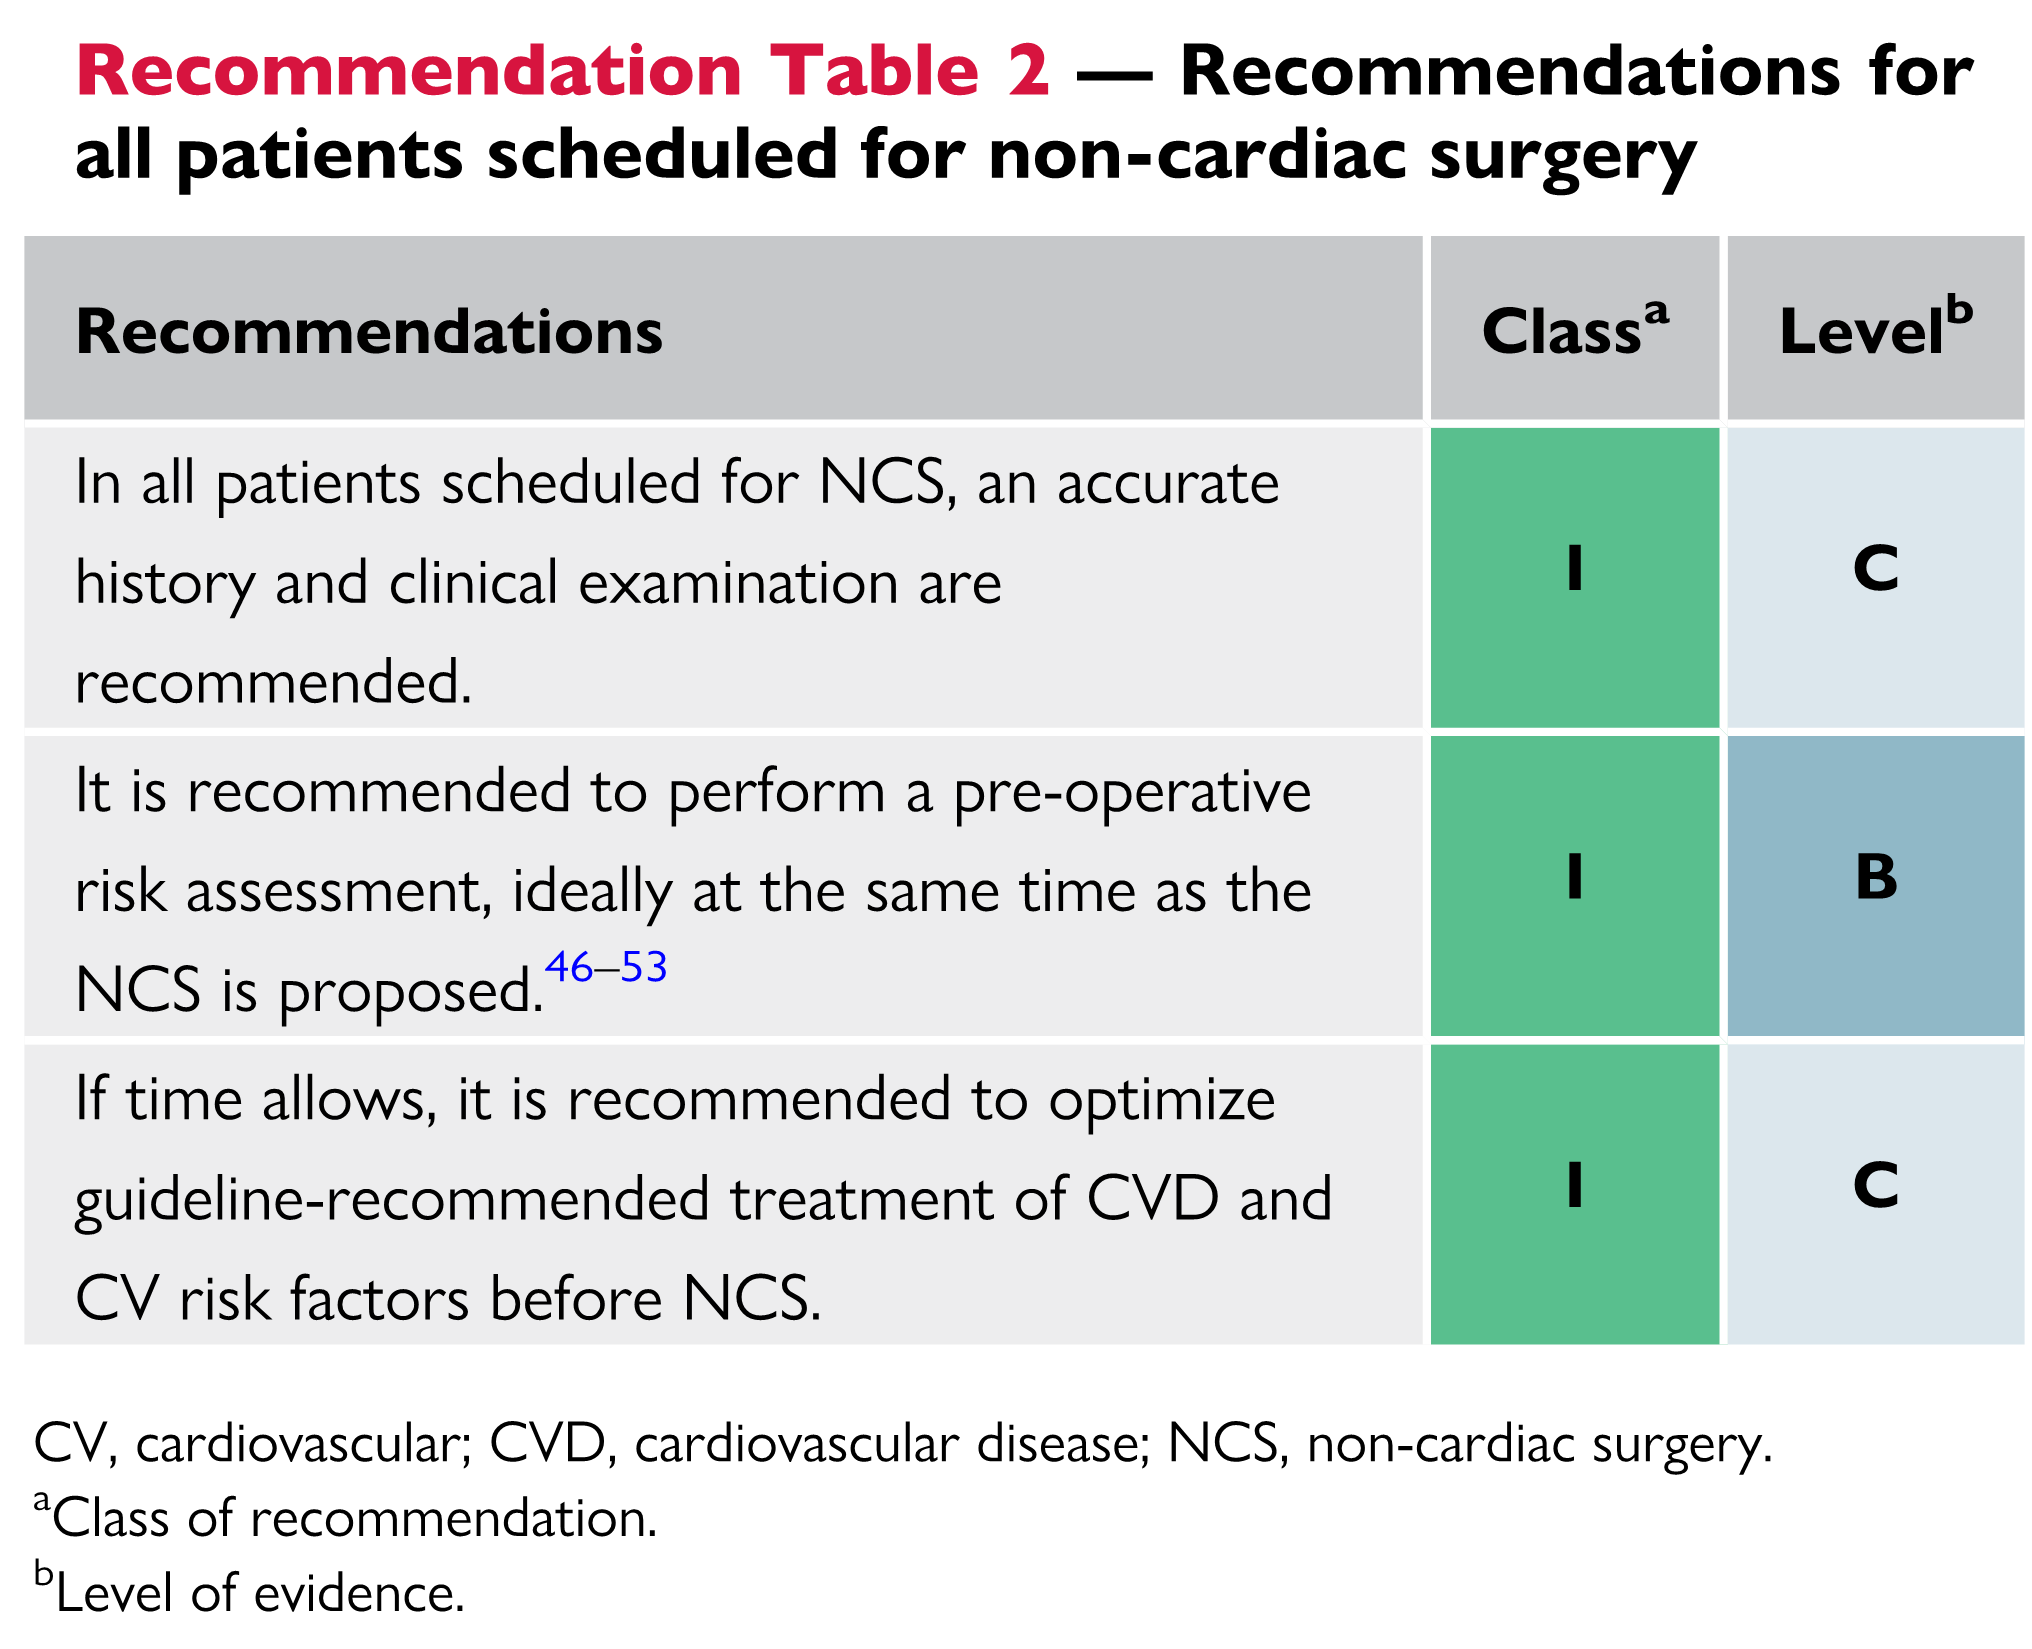 Recommendation Table 2 — Recommendations for
all patients scheduled for non-cardiac surgery
Recommendations Classᵃ Levelᵇ
In all patients scheduled for NCS, an accurate
history and clinical examination are
recommended.
I C
It is recommended to perform a pre-operative
risk assessment, ideally at the same time as the
NCS is proposed.46–53
I B
If time allows, it is recommended to optimize
guideline-recommended treatment of CVD and
CV risk factors before NCS.
I C
CV, cardiovascular; CVD, cardiovascular disease; NCS, non-cardiac surgery.
ᵃClass of recommendation.
ᵇLevel of evidence.